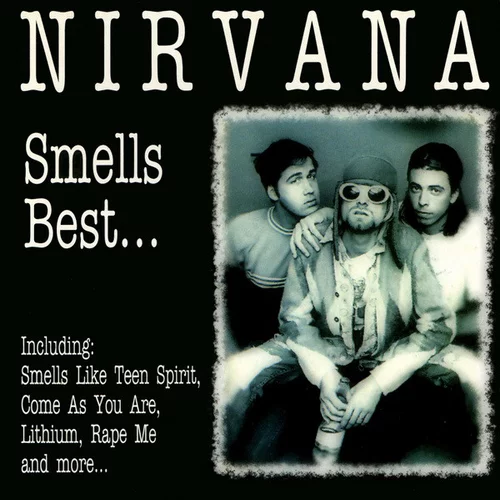 NIRVANA
Smells
Best...
Including:
Smells Like Teen Spirit,
Come As You Are,
Lithium, Rape Me
and more...